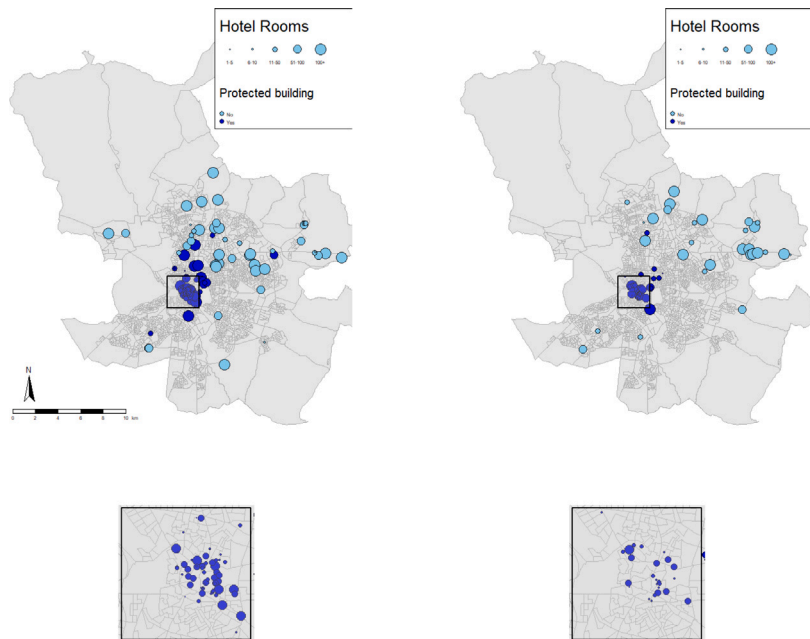 Hotel Rooms
1-5 6-10 11-50 51-100 100+
Protected building
No
Yes
Hotel Rooms
1-5 6-10 11-50 51-100 100+
Protected building
No
Yes
N
0 2 4 6 8 10 km